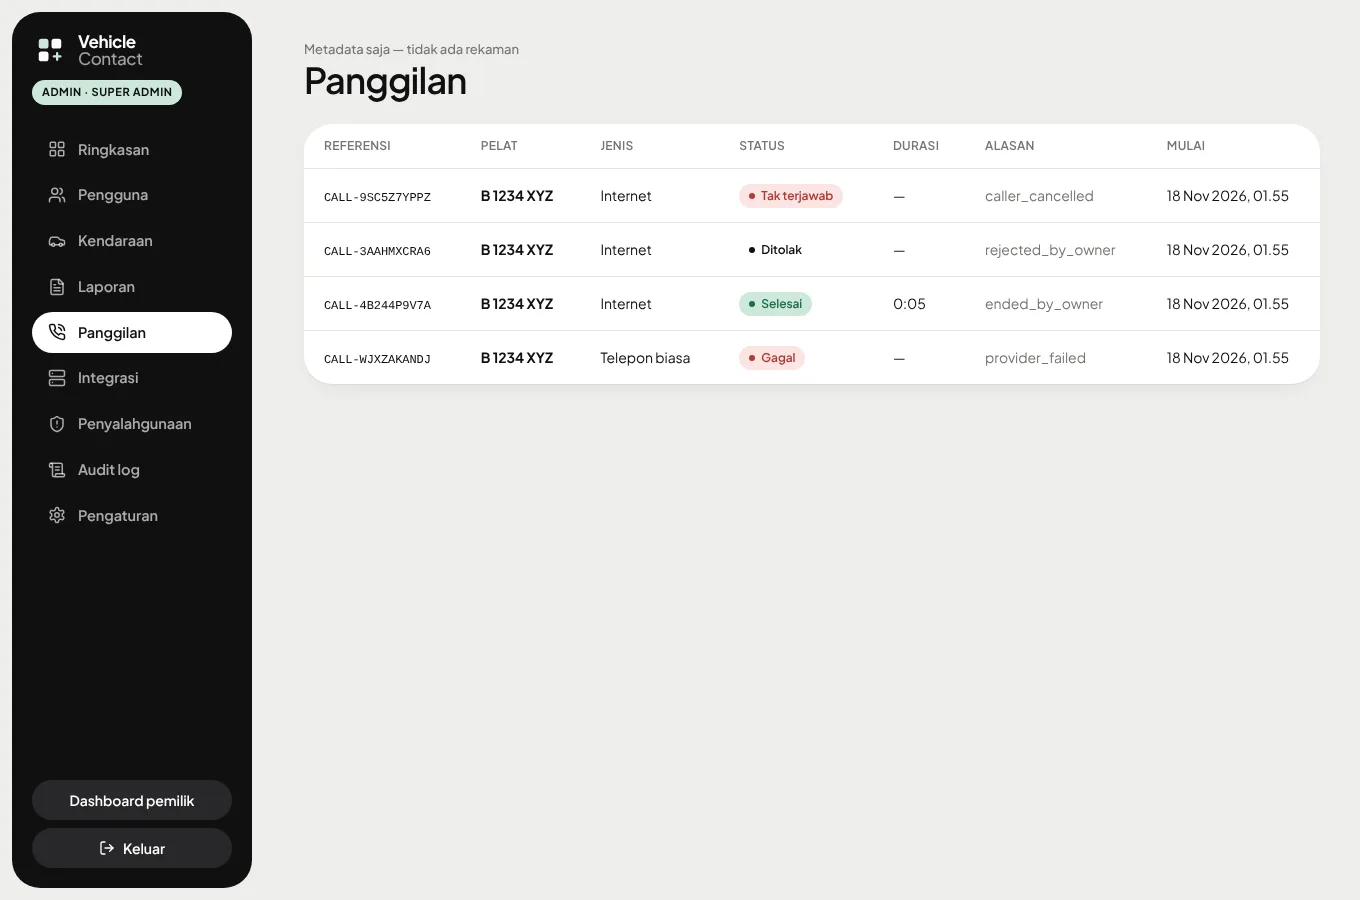 Vehicle
Contact
ADMIN · SUPER ADMIN
Ringkasan
Pengguna
Kendaraan
Laporan
Panggilan
Integrasi
Penyalahgunaan
Audit log
Pengaturan
Dashboard pemilik
Keluar
Metadata saja — tidak ada rekaman
Panggilan
REFERENSI PELAT JENIS STATUS DURASI ALASAN MULAI
CALL-9SC5Z7YPPZ B 1234 XYZ Internet Tak terjawab — caller_cancelled 18 Nov 2026, 01.55
CALL-3AAHMXCRA6 B 1234 XYZ Internet Ditolak — rejected_by_owner 18 Nov 2026, 01.55
CALL-4B244P9V7A B 1234 XYZ Internet Selesai 0:05 ended_by_owner 18 Nov 2026, 01.55
CALL-WJXZAKANDJ B 1234 XYZ Telepon biasa Gagal — provider_failed 18 Nov 2026, 01.55